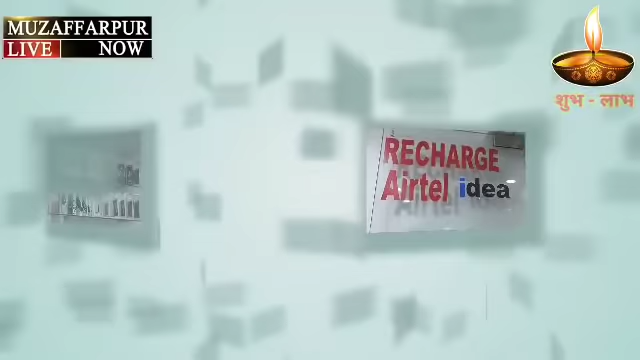 MUZAFFARPUR
LIVE NOW
शुभ - लाभ
RECHARGE
Airtel idea